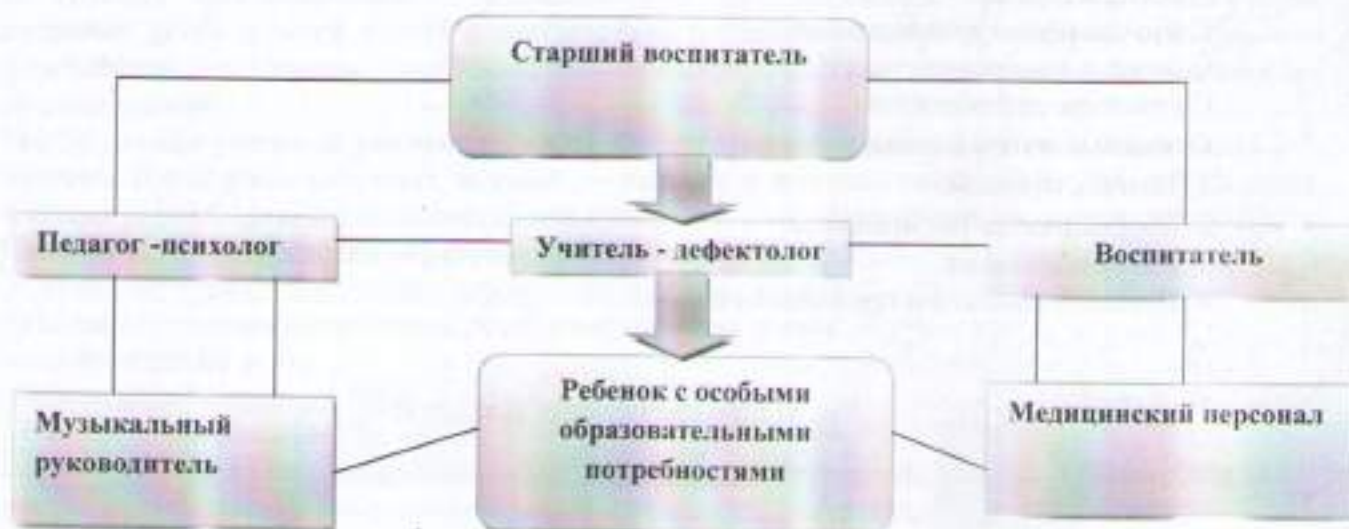 Старший воспитатель
Педагог -психолог
Учитель - дефектолог
Воспитатель
Музыкальный
руководитель
Ребенок с особыми
образовательными
потребностями
Медицинский персонал